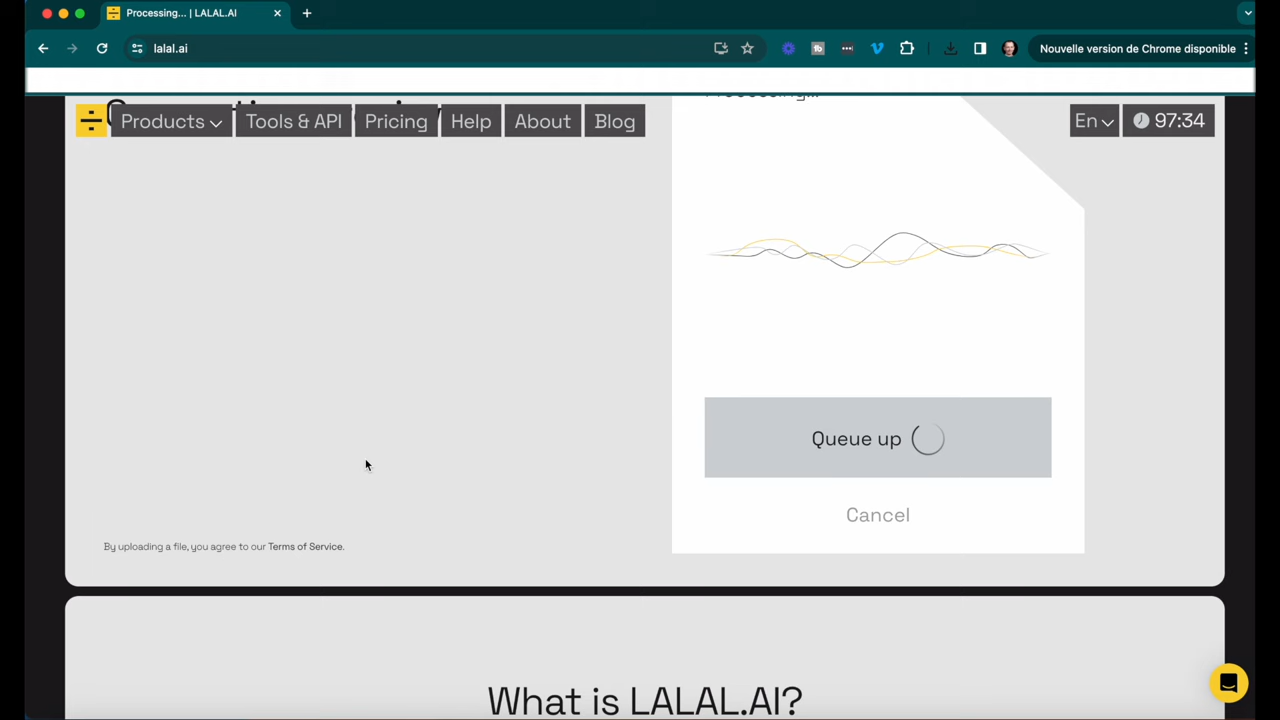 Processing... | LALAL.AI
lalal.ai
Nouvelle version de Chrome disponible
Processing...
Products
Tools & API
Pricing
Help
About
Blog
En
97:34
Queue up
Cancel
By uploading a file, you agree to our Terms of Service.
What is LALAL.AI?